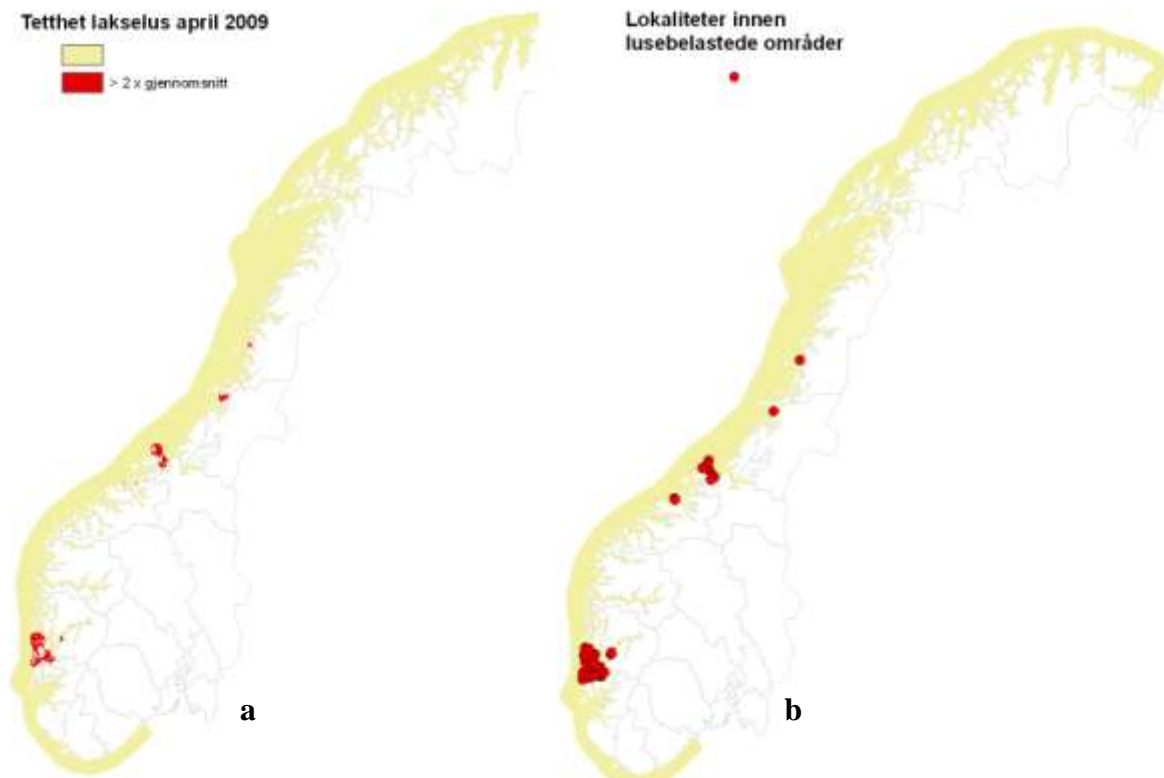 Tetthet lakselus april 2009
> 2 x gjennomsnitt
Lokaliteter innen
lusebelastede områder
a
b